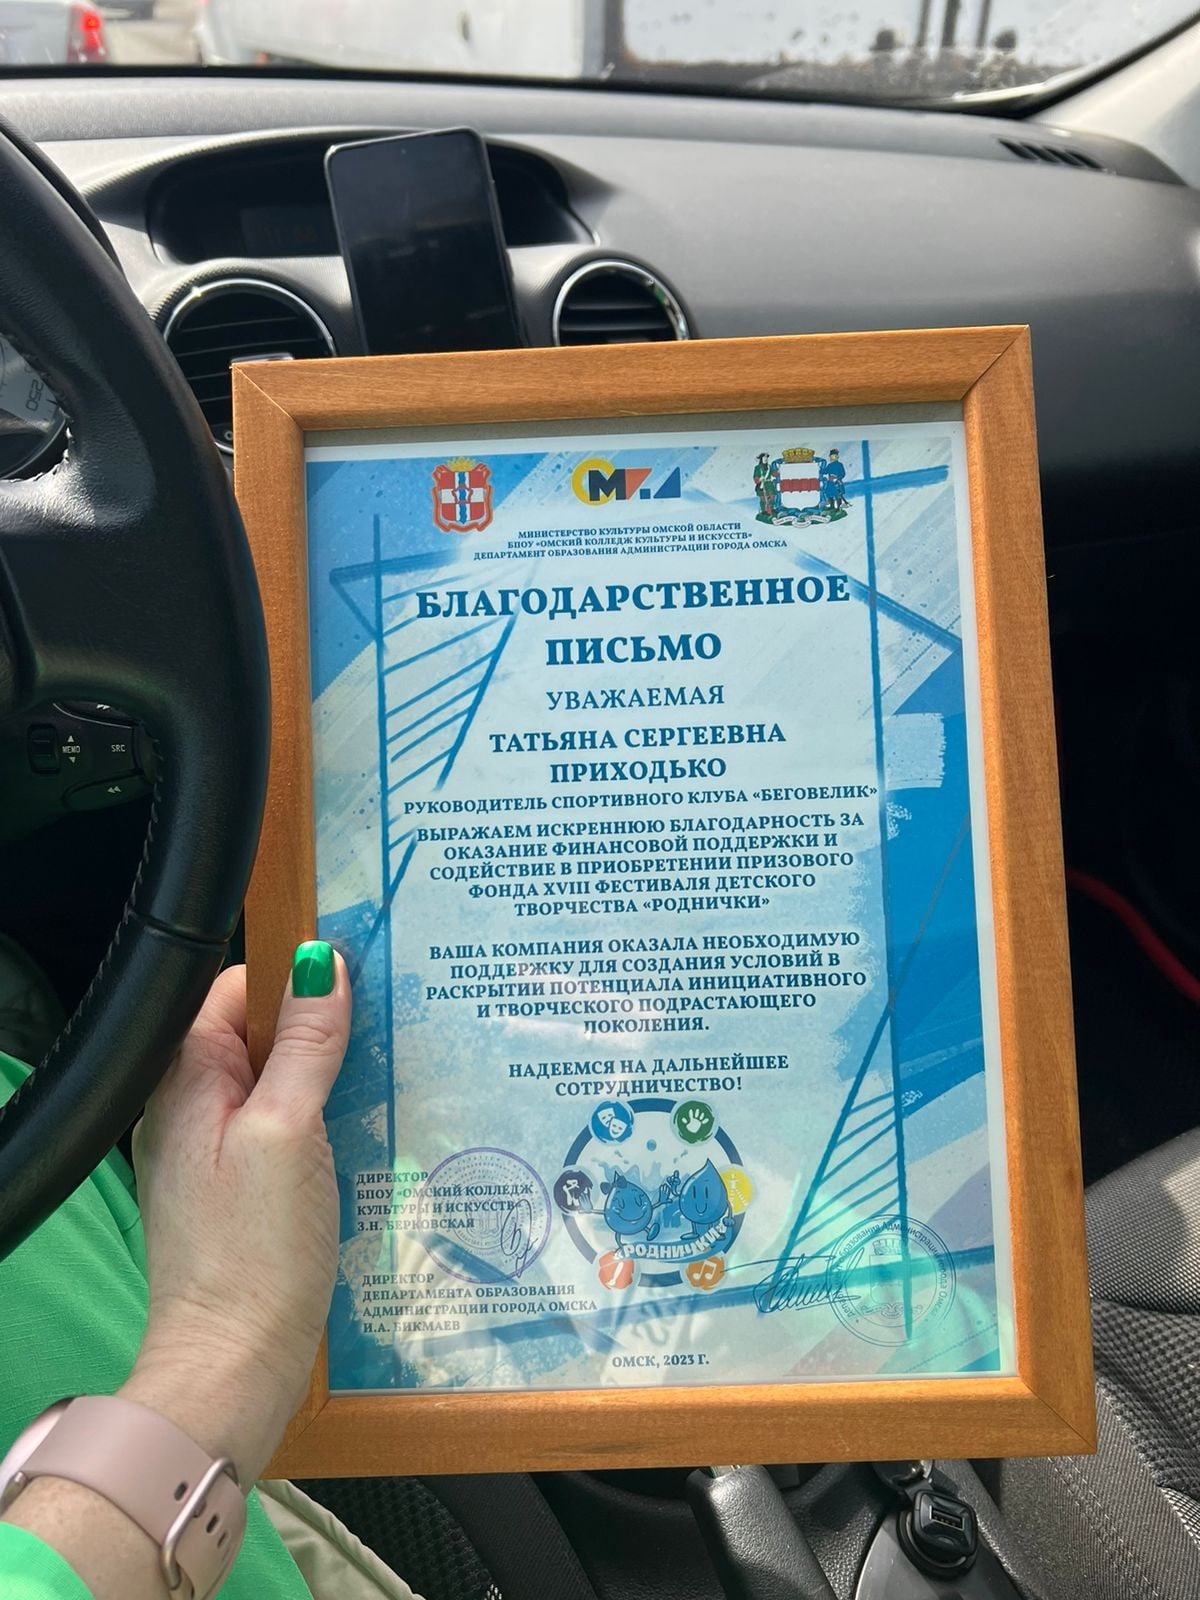 МИНИСТЕРСТВО КУЛЬТУРЫ ОМСКОЙ ОБЛАСТИ
БПОУ «ОМСКИЙ КОЛЛЕДЖ КУЛЬТУРЫ И ИСКУССТВ»
ДЕПАРТАМЕНТ ОБРАЗОВАНИЯ АДМИНИСТРАЦИИ ГОРОДА ОМСКА
БЛАГОДАРСТВЕННОЕ
ПИСЬМО
УВАЖАЕМАЯ
ТАТЬЯНА СЕРГЕЕВНА
ПРИХОДЬКО
РУКОВОДИТЕЛЬ СПОРТИВНОГО КЛУБА «БЕГОВЕЛИК»
ВЫРАЖАЕМ ИСКРЕННЮЮ БЛАГОДАРНОСТЬ ЗА
ОКАЗАНИЕ ФИНАНСОВОЙ ПОДДЕРЖКИ И
СОДЕЙСТВИЕ В ПРИОБРЕТЕНИИ ПРИЗОВОГО
ФОНДА XVIII ФЕСТИВАЛЯ ДЕТСКОГО
ТВОРЧЕСТВА «РОДНИЧКИ»
ВАША КОМПАНИЯ ОКАЗАЛА НЕОБХОДИМУЮ
ПОДДЕРЖКУ ДЛЯ СОЗДАНИЯ УСЛОВИЙ В
РАСКРЫТИИ ПОТЕНЦИАЛА ИНИЦИАТИВНОГО
И ТВОРЧЕСКОГО ПОДРАСТАЮЩЕГО
ПОКОЛЕНИЯ.
НАДЕЕМСЯ НА ДАЛЬНЕЙШЕЕ
СОТРУДНИЧЕСТВО!
ДИРЕКТОР
БПОУ «ОМСКИЙ КОЛЛЕДЖ
КУЛЬТУРЫ И ИСКУССТВ»
З.Н. БЕРКОВСКАЯ
«РОДНИЧКИ»
ДИРЕКТОР
ДЕПАРТАМЕНТА ОБРАЗОВАНИЯ
АДМИНИСТРАЦИИ ГОРОДА ОМСКА
И.А. БИКМАЕВ
ОМСК, 2023 Г.
MEMO
SRC
250